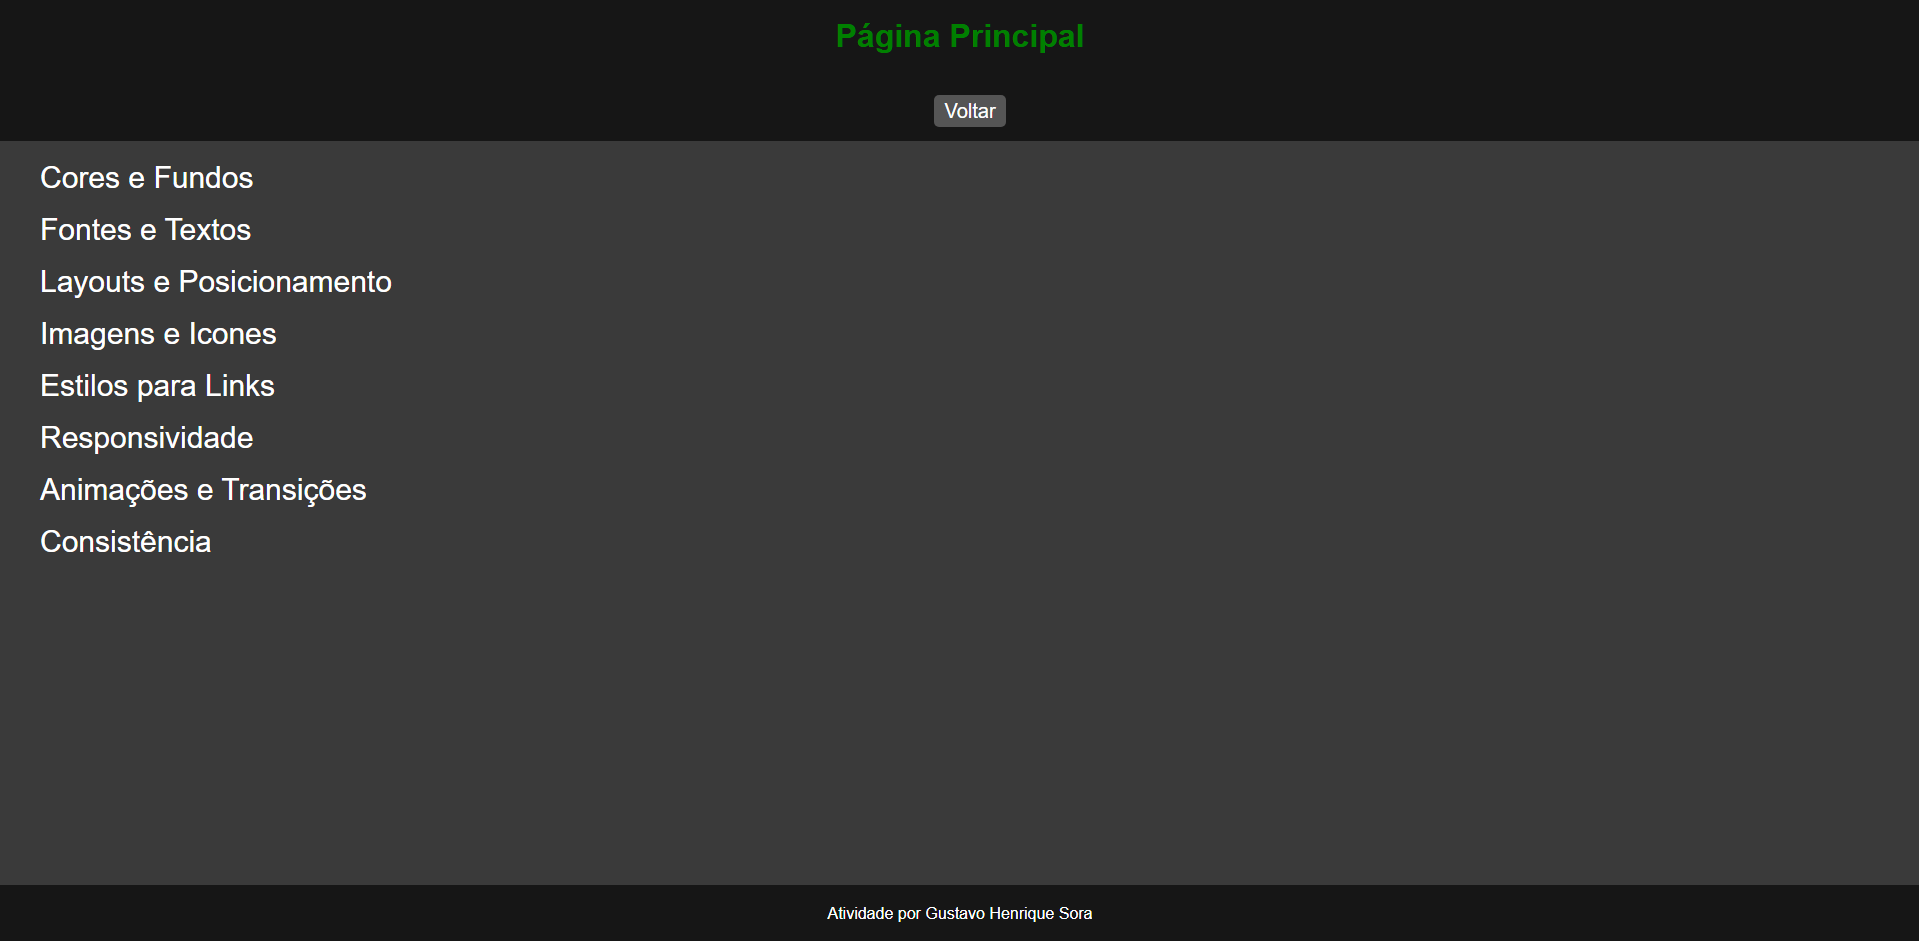 Página Principal
Voltar
Cores e Fundos
Fontes e Textos
Layouts e Posicionamento
Imagens e Icones
Estilos para Links
Responsividade
Animações e Transições
Consistência
Atividade por Gustavo Henrique Sora